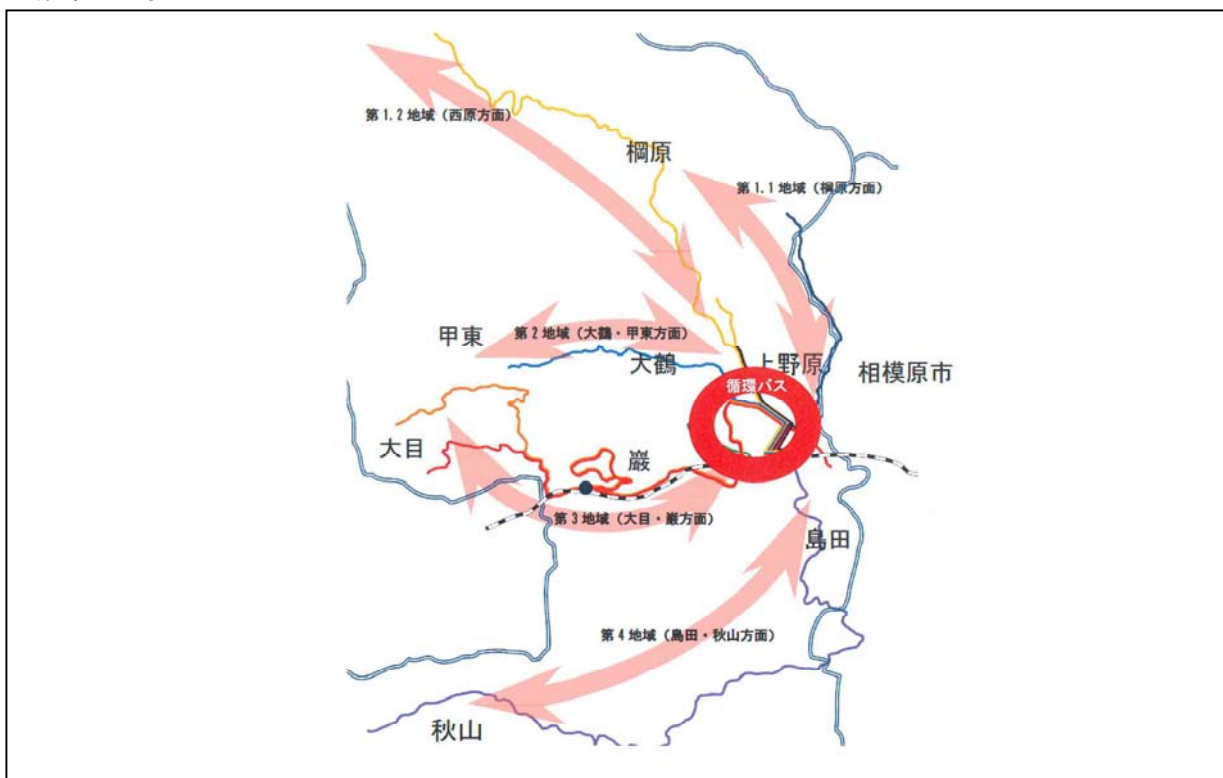 第1.2地域（西原方面）
棡原
第1.1地域（棡原方面）
甲東
第2地域（大鶴・甲東方面）
大鶴
上野原
相模原市
循環バス
大目
巌
第3地域（大目・巌方面）
島田
第4地域（島田・秋山方面）
秋山